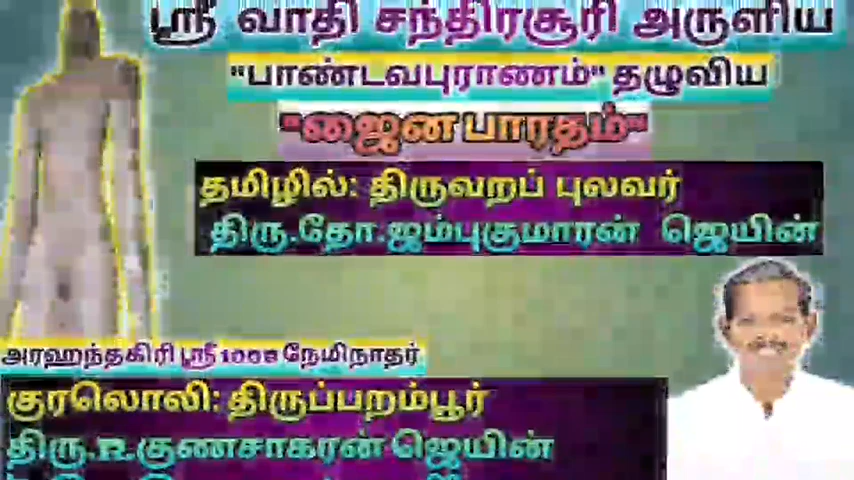 ஸ்ரீ வாதி சந்திரசூரி அருளிய
"பாண்டவபுராணம்" தழுவிய
"ஜைன பாரதம்"
தமிழில்: திருவறப் புலவர்
திரு.தோ.ஜம்புகுமாரன் ஜெயின்
அரஹந்தகிரி ஸ்ரீ 1008 நேமிநாதர்
குரலொலி: திருப்பறம்பூர்
திரு.R.குணசாகரன் ஜெயின்